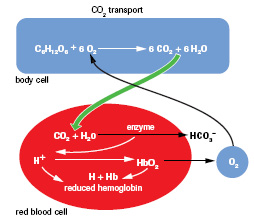 CO₂ transport
C₆H₁₂O₆ + 6 O₂ → 6 CO₂ + 6 H₂O
body cell
enzyme
CO₂ + H₂0 → HCO₃⁻
H⁺ → HbO₂ → O₂
H + Hb
reduced hemoglobin
red blood cell